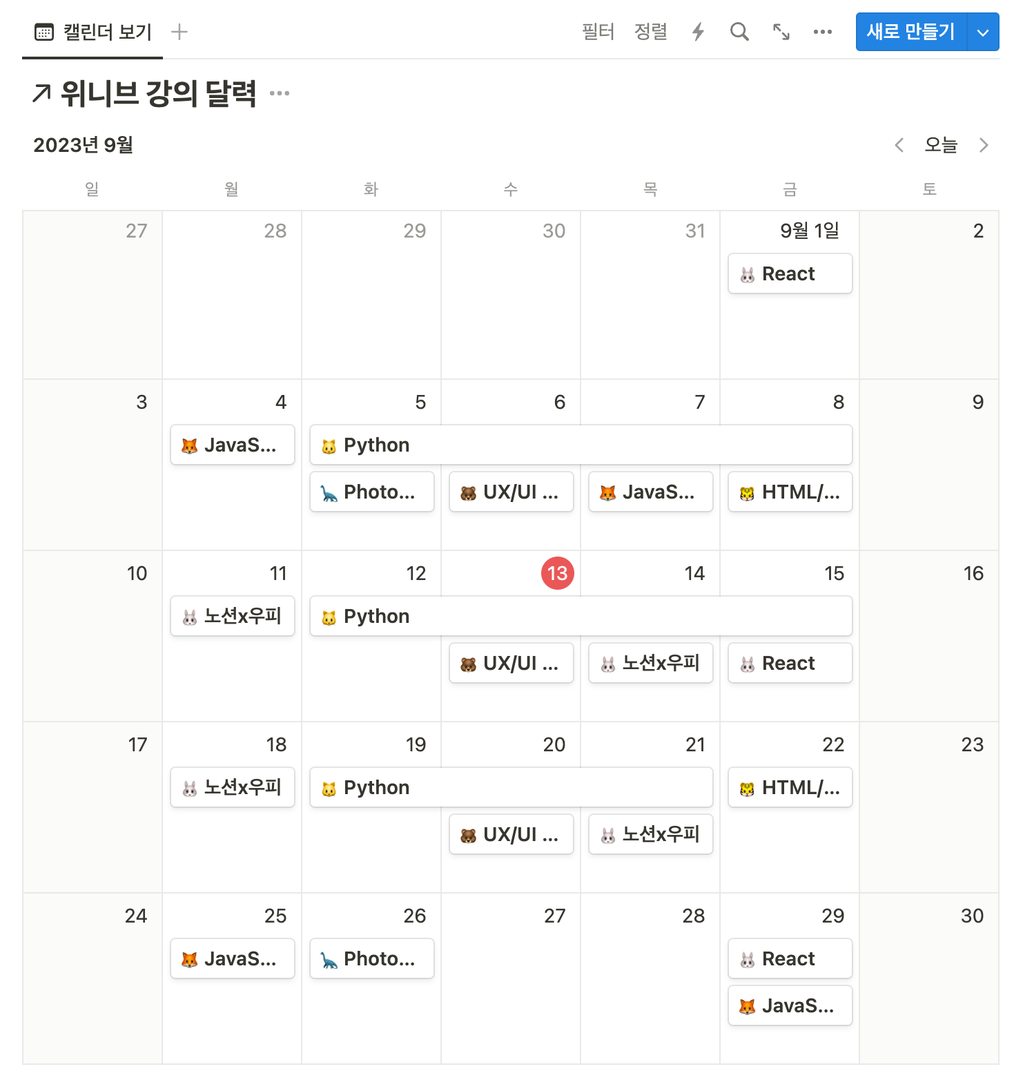 캘린더 보기
필터 정렬 새로 만들기
위니브 강의 달력
2023년 9월 오늘
일 월 화 수 목 금 토
27 28 29 30 31 9월 1일 2
React
3 4 5 6 7 8 9
JavaS... Python
Photo... UX/UI ... JavaS... HTML/...
10 11 12 13 14 15 16
노션x우피 Python
UX/UI ... 노션x우피 React
17 18 19 20 21 22 23
노션x우피 Python HTML/...
UX/UI ... 노션x우피
24 25 26 27 28 29 30
JavaS... Photo... React
JavaS...